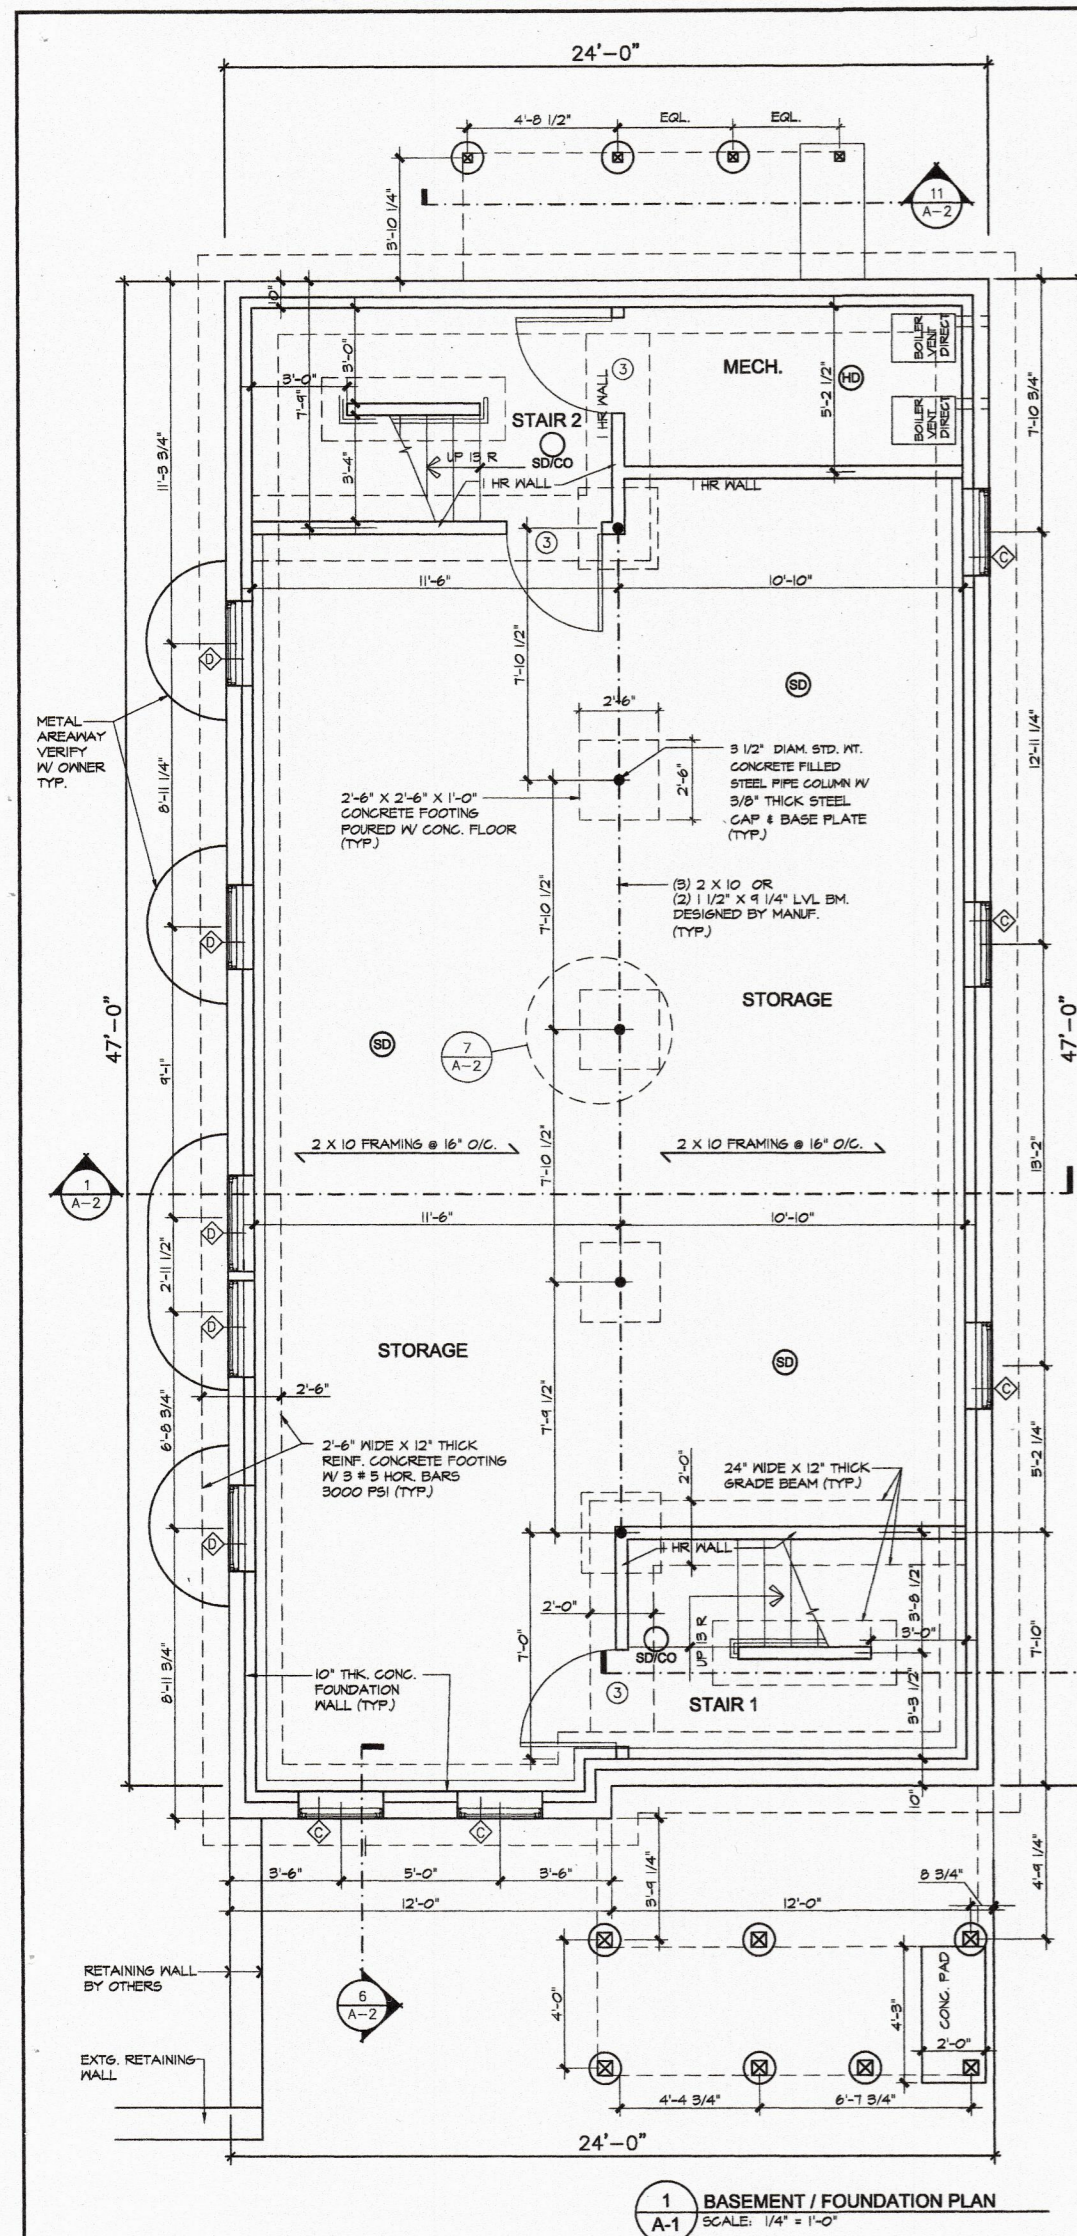 24'-0"
4'-8 1/2"
EQL.
EQL.
3'-10 1/4"
11
A-2
10"
3'-0"
3'-0"
7'-9"
3'-4"
11'-3 3/4"
STAIR 2
UP 13 R
SD/CO
1 HR WALL
1 HR WALL
3
MECH.
HD
5'-2 1/2"
BOILER
VENT
DIRECT
BOILER
VENT
DIRECT
7'-10 3/4"
1 HR WALL
3
C
11'-6"
10'-10"
7'-10 1/2"
D
SD
METAL
AREAWAY
VERIFY
W/ OWNER
TYP.
8'-11 1/4"
2'-6"
2'-6"
3 1/2" DIAM. STD. WT.
CONCRETE FILLED
STEEL PIPE COLUMN W/
3/8" THICK STEEL
CAP & BASE PLATE
(TYP.)
2'-6" X 2'-6" X 1'-0"
CONCRETE FOOTING
POURED W/ CONC. FLOOR
(TYP.)
12'-11 1/4"
7'-10 1/2"
(3) 2 X 10 OR
(2) 1 1/2" X 9 1/4" LVL BM.
DESIGNED BY MANUF.
(TYP.)
D
C
STORAGE
47'-0"
47'-0"
9'-1"
SD
7
A-2
7'-10 1/2"
2 X 10 FRAMING @ 16" O/C.
2 X 10 FRAMING @ 16" O/C.
13'-2"
1
A-2
11'-6"
10'-10"
D
2'-11 1/2"
D
STORAGE
SD
C
2'-6"
6'-8 3/4"
7'-9 1/2"
2'-6" WIDE X 12" THICK
REINF. CONCRETE FOOTING
W/ 3 # 5 HOR. BARS
3000 PSI (TYP.)
24" WIDE X 12" THICK
GRADE BEAM (TYP.)
2'-0"
5'-2 1/4"
D
1 HR WALL
3'-8 1/2"
2'-0"
7'-0"
UP 13 R
3'-0"
7'-10"
SD/CO
10" THK. CONC.
FOUNDATION
WALL (TYP.)
8'-11 3/4"
3
STAIR 1
3'-3 1/2"
10"
C
C
3'-6"
5'-0"
3'-6"
3'-9 1/4"
8 3/4"
4'-9 1/4"
12'-0"
12'-0"
RETAINING WALL
BY OTHERS
6
A-2
4'-0"
4'-3"
CONC. PAD
2'-0"
EXTG. RETAINING
WALL
4'-4 3/4"
6'-7 3/4"
24'-0"
1
A-1
BASEMENT / FOUNDATION PLAN
SCALE: 1/4" = 1'-0"